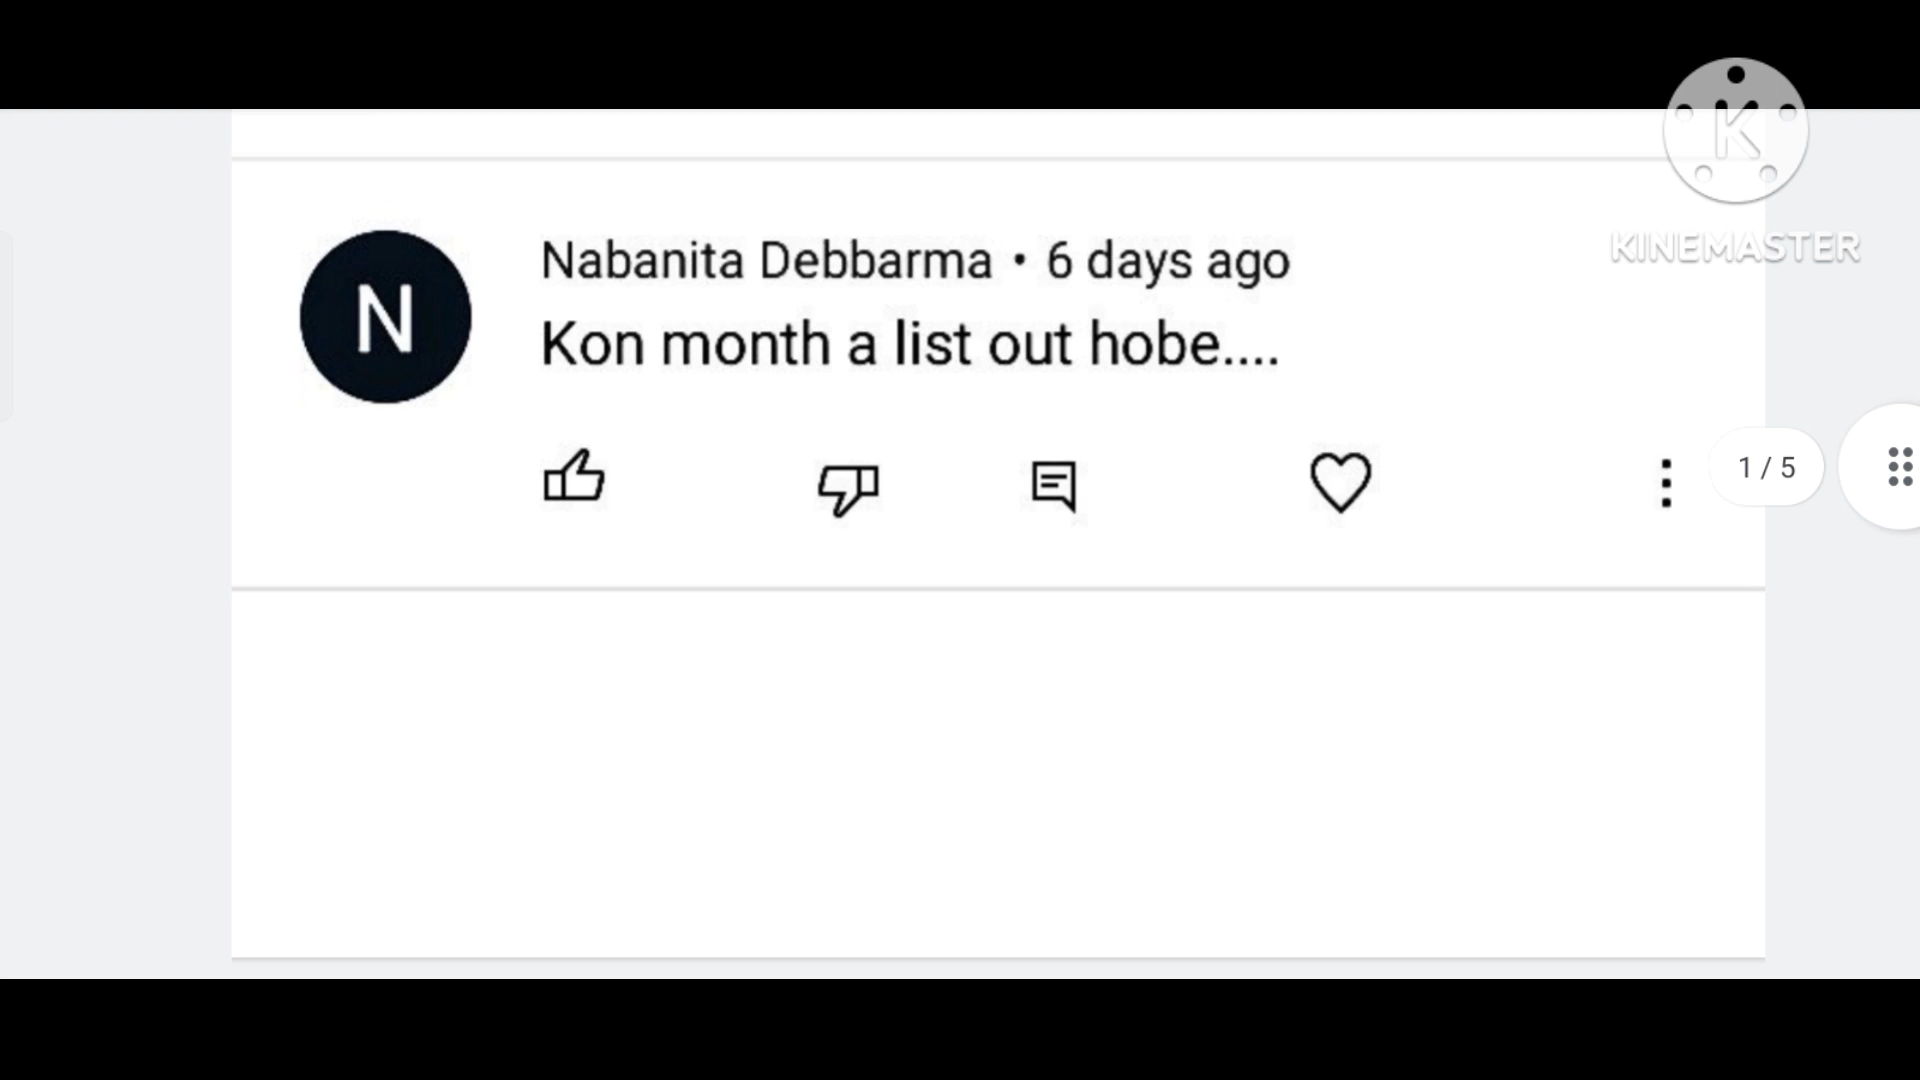 K
KINEMASTER
N
Nabanita Debbarma • 6 days ago
Kon month a list out hobe....
1 / 5